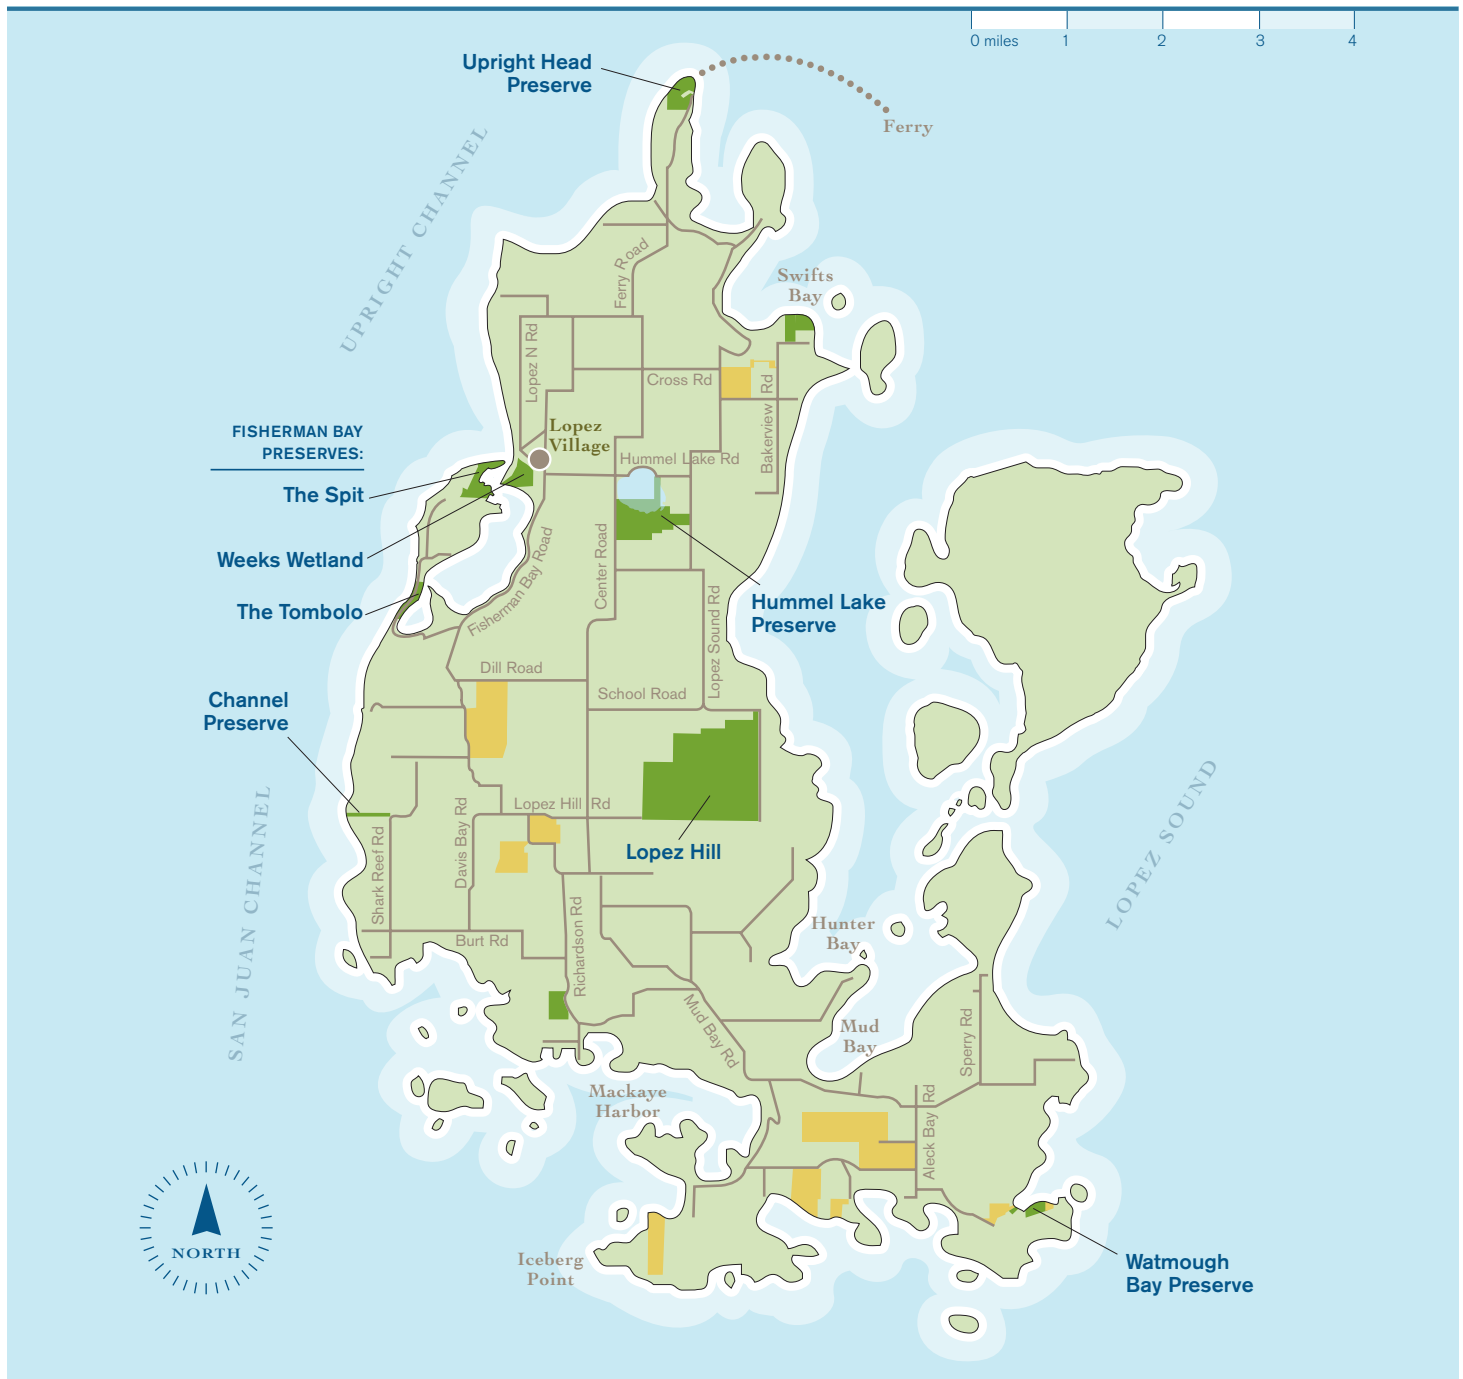 0 miles 1 2 3 4
Upright Head
Preserve
Ferry
UPRIGHT CHANNEL
Swifts
Bay
Ferry Road
Lopez N Rd
Cross Rd
Bakerview Rd
FISHERMAN BAY
PRESERVES:
Lopez
Village
Hummel Lake Rd
The Spit
Weeks Wetland
The Tombolo
Fisherman Bay Road
Center Road
Hummel Lake
Preserve
Lopez Sound Rd
Dill Road
School Road
Channel
Preserve
LOPEZ SOUND
SAN JUAN CHANNEL
Lopez Hill Rd
Davis Bay Rd
Shark Reef Rd
Lopez Hill
Hunter
Bay
Burt Rd
Richardson Rd
Mud Bay Rd
Mud
Bay
Sperry Rd
Mackaye
Harbor
Aleck Bay Rd
NORTH
Iceberg
Point
Watmough
Bay Preserve